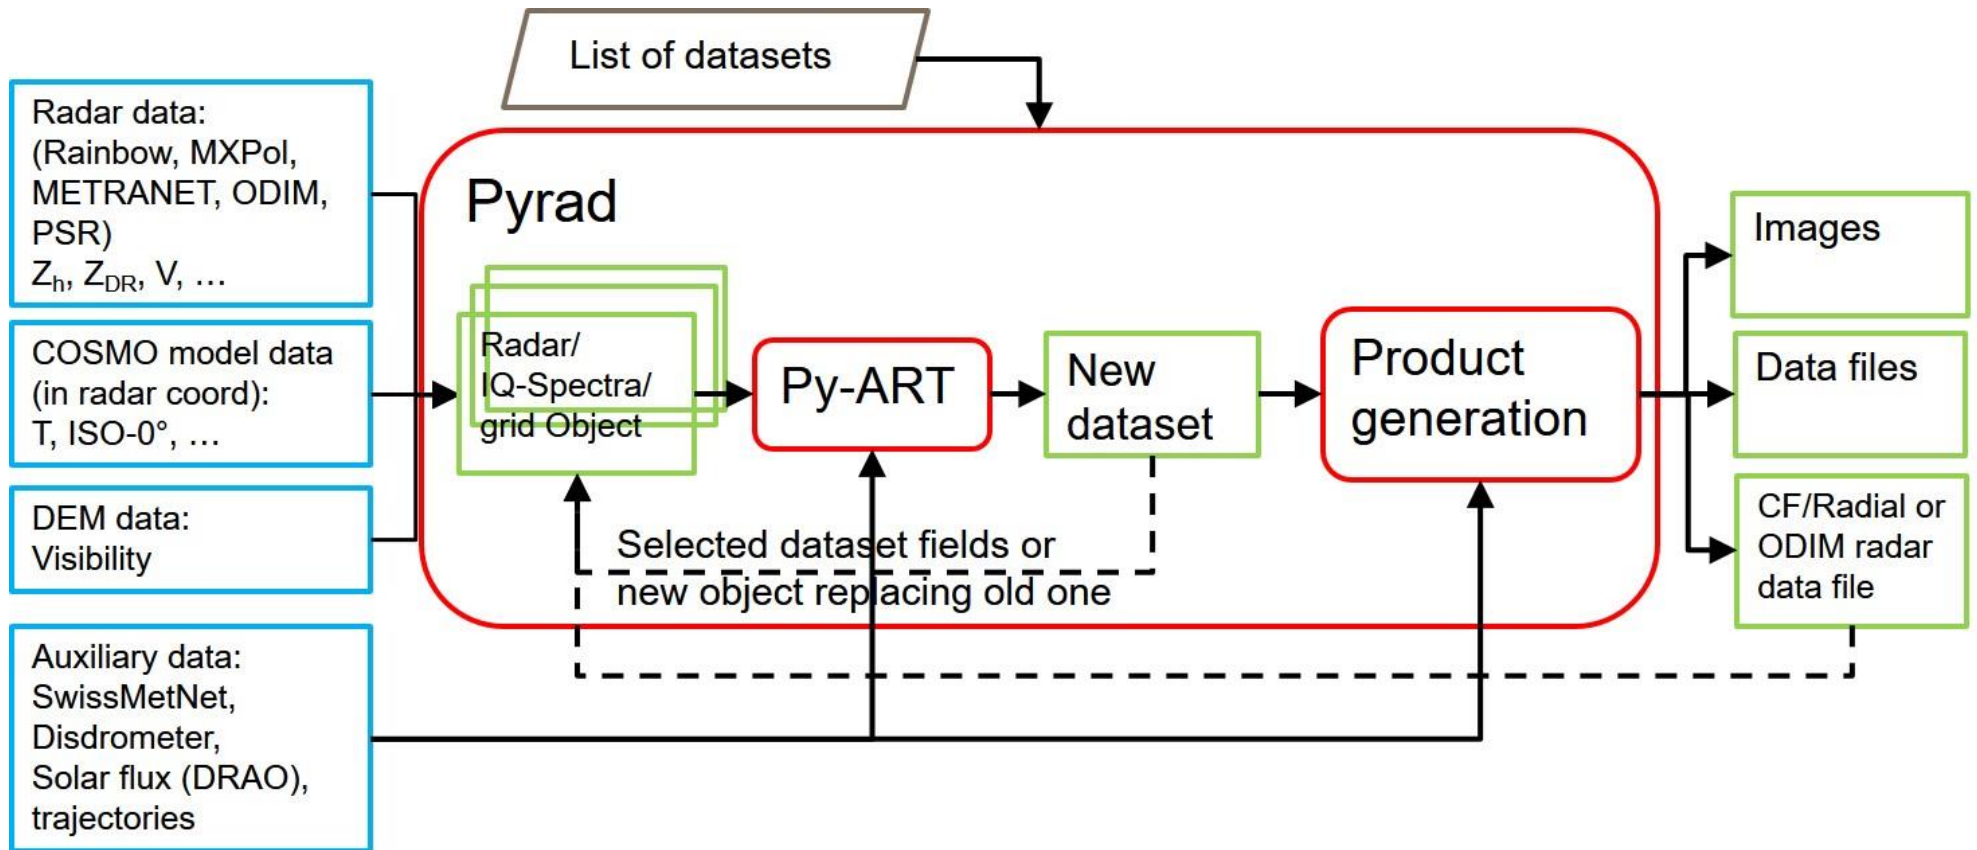 List of datasets
Radar data:
(Rainbow, MXPol,
METRANET, ODIM,
PSR)
Zh, ZDR, V, …
COSMO model data
(in radar coord):
T, ISO-0°, …
DEM data:
Visibility
Auxiliary data:
SwissMetNet,
Disdrometer,
Solar flux (DRAO),
trajectories
Pyrad
Radar/
IQ-Spectra/
grid Object
Py-ART
New
dataset
Product
generation
Selected dataset fields or
new object replacing old one
Images
Data files
CF/Radial or
ODIM radar
data file